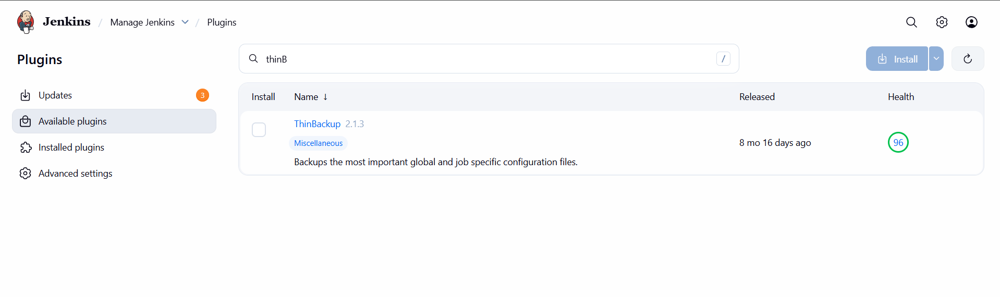 Jenkins / Manage Jenkins / Plugins
Plugins
Updates 3
Available plugins
Installed plugins
Advanced settings
thinB /
Install
Install Name ↓ Released Health
ThinBackup 2.1.3
Miscellaneous
Backups the most important global and job specific configuration files.
8 mo 16 days ago
96